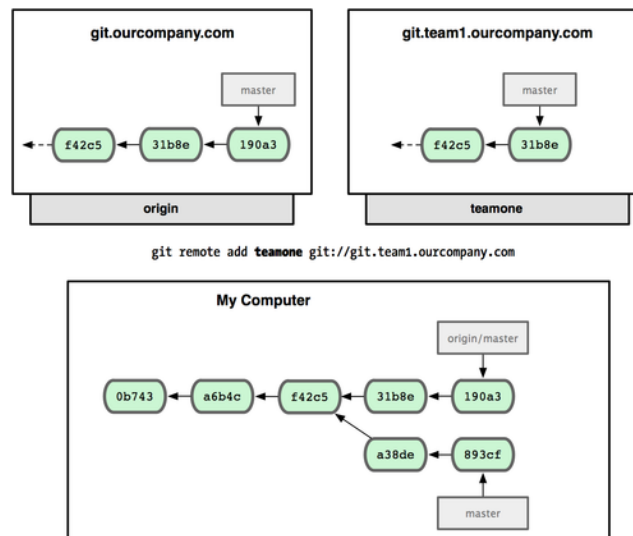 git.ourcompany.com
master
f42c5 31b8e 190a3
origin
git.team1.ourcompany.com
master
f42c5 31b8e
teamone
git remote add teamone git://git.team1.ourcompany.com
My Computer
origin/master
0b743 a6b4c f42c5 31b8e 190a3
a38de 893cf
master